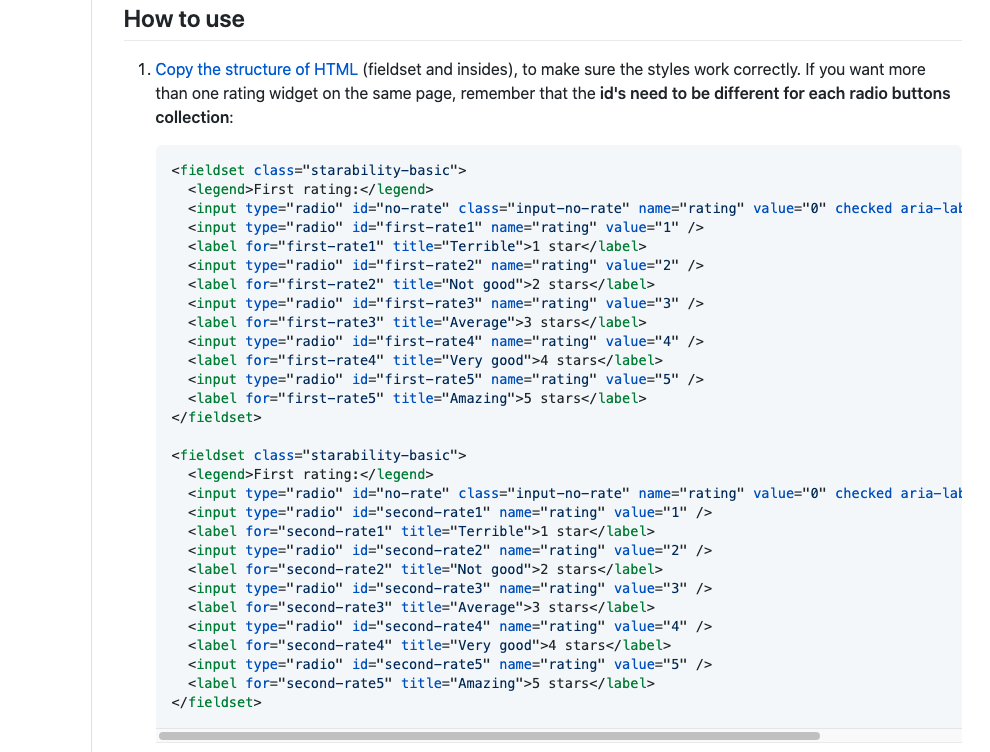 How to use
1. Copy the structure of HTML (fieldset and insides), to make sure the styles work correctly. If you want more
than one rating widget on the same page, remember that the id's need to be different for each radio buttons
collection:
<fieldset class="starability-basic">
  <legend>First rating:</legend>
  <input type="radio" id="no-rate" class="input-no-rate" name="rating" value="0" checked aria-lab
  <input type="radio" id="first-rate1" name="rating" value="1" />
  <label for="first-rate1" title="Terrible">1 star</label>
  <input type="radio" id="first-rate2" name="rating" value="2" />
  <label for="first-rate2" title="Not good">2 stars</label>
  <input type="radio" id="first-rate3" name="rating" value="3" />
  <label for="first-rate3" title="Average">3 stars</label>
  <input type="radio" id="first-rate4" name="rating" value="4" />
  <label for="first-rate4" title="Very good">4 stars</label>
  <input type="radio" id="first-rate5" name="rating" value="5" />
  <label for="first-rate5" title="Amazing">5 stars</label>
</fieldset>
<fieldset class="starability-basic">
  <legend>First rating:</legend>
  <input type="radio" id="no-rate" class="input-no-rate" name="rating" value="0" checked aria-lab
  <input type="radio" id="second-rate1" name="rating" value="1" />
  <label for="second-rate1" title="Terrible">1 star</label>
  <input type="radio" id="second-rate2" name="rating" value="2" />
  <label for="second-rate2" title="Not good">2 stars</label>
  <input type="radio" id="second-rate3" name="rating" value="3" />
  <label for="second-rate3" title="Average">3 stars</label>
  <input type="radio" id="second-rate4" name="rating" value="4" />
  <label for="second-rate4" title="Very good">4 stars</label>
  <input type="radio" id="second-rate5" name="rating" value="5" />
  <label for="second-rate5" title="Amazing">5 stars</label>
</fieldset>